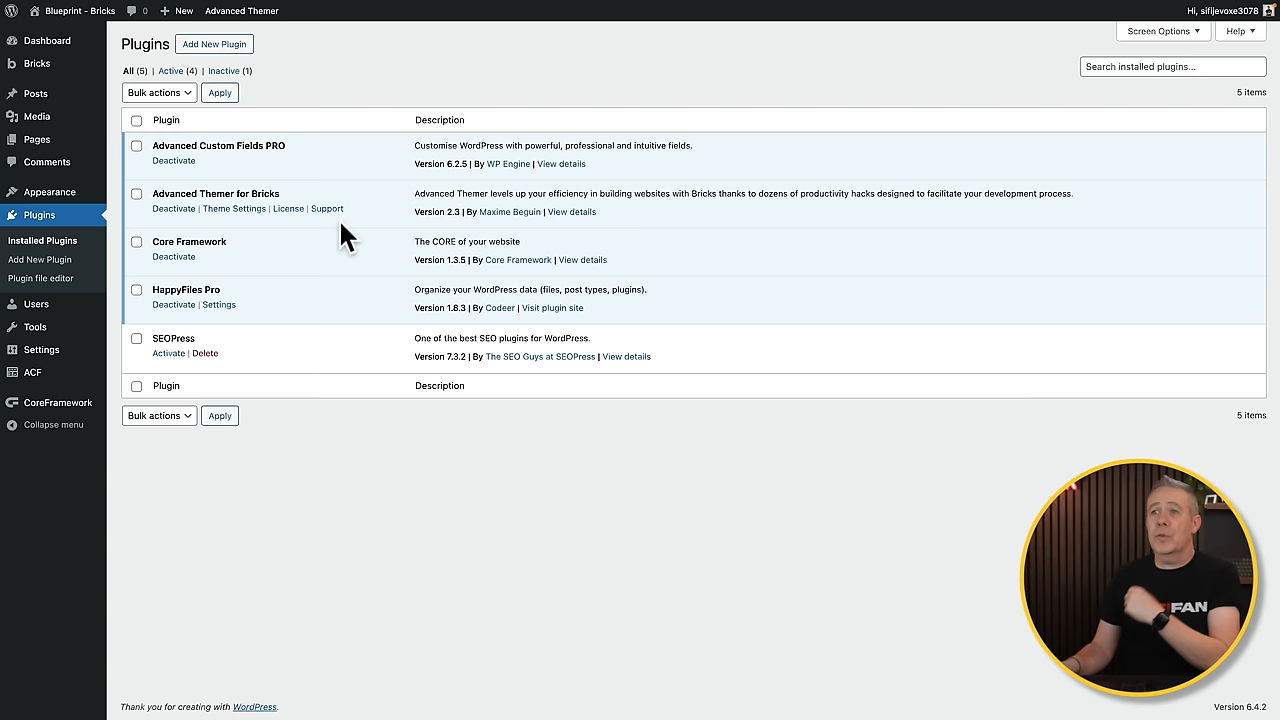 Blueprint - Bricks 0 New Advanced Themer Hi, sifijevoxe3078
Dashboard
Bricks
Posts
Media
Pages
Comments
Appearance
Plugins
Installed Plugins
Add New Plugin
Plugin file editor
Users
Tools
Settings
ACF
CoreFramework
Collapse menu
Screen Options ▼ Help ▼
Plugins Add New Plugin
All (5) | Active (4) | Inactive (1)
Search installed plugins...
Bulk actions Apply 5 items
Plugin Description
Advanced Custom Fields PRO Customise WordPress with powerful, professional and intuitive fields.
Deactivate Version 6.2.5 | By WP Engine | View details
Advanced Themer for Bricks Advanced Themer levels up your efficiency in building websites with Bricks thanks to dozens of productivity hacks designed to facilitate your development process.
Deactivate | Theme Settings | License | Support Version 2.3 | By Maxime Beguin | View details
Core Framework The CORE of your website
Deactivate Version 1.3.5 | By Core Framework | View details
HappyFiles Pro Organize your WordPress data (files, post types, plugins).
Deactivate | Settings Version 1.8.3 | By Codeer | Visit plugin site
SEOPress One of the best SEO plugins for WordPress.
Activate | Delete Version 7.3.2 | By The SEO Guys at SEOPress | View details
Plugin Description
Bulk actions Apply 5 items
FAN
Thank you for creating with WordPress. Version 6.4.2